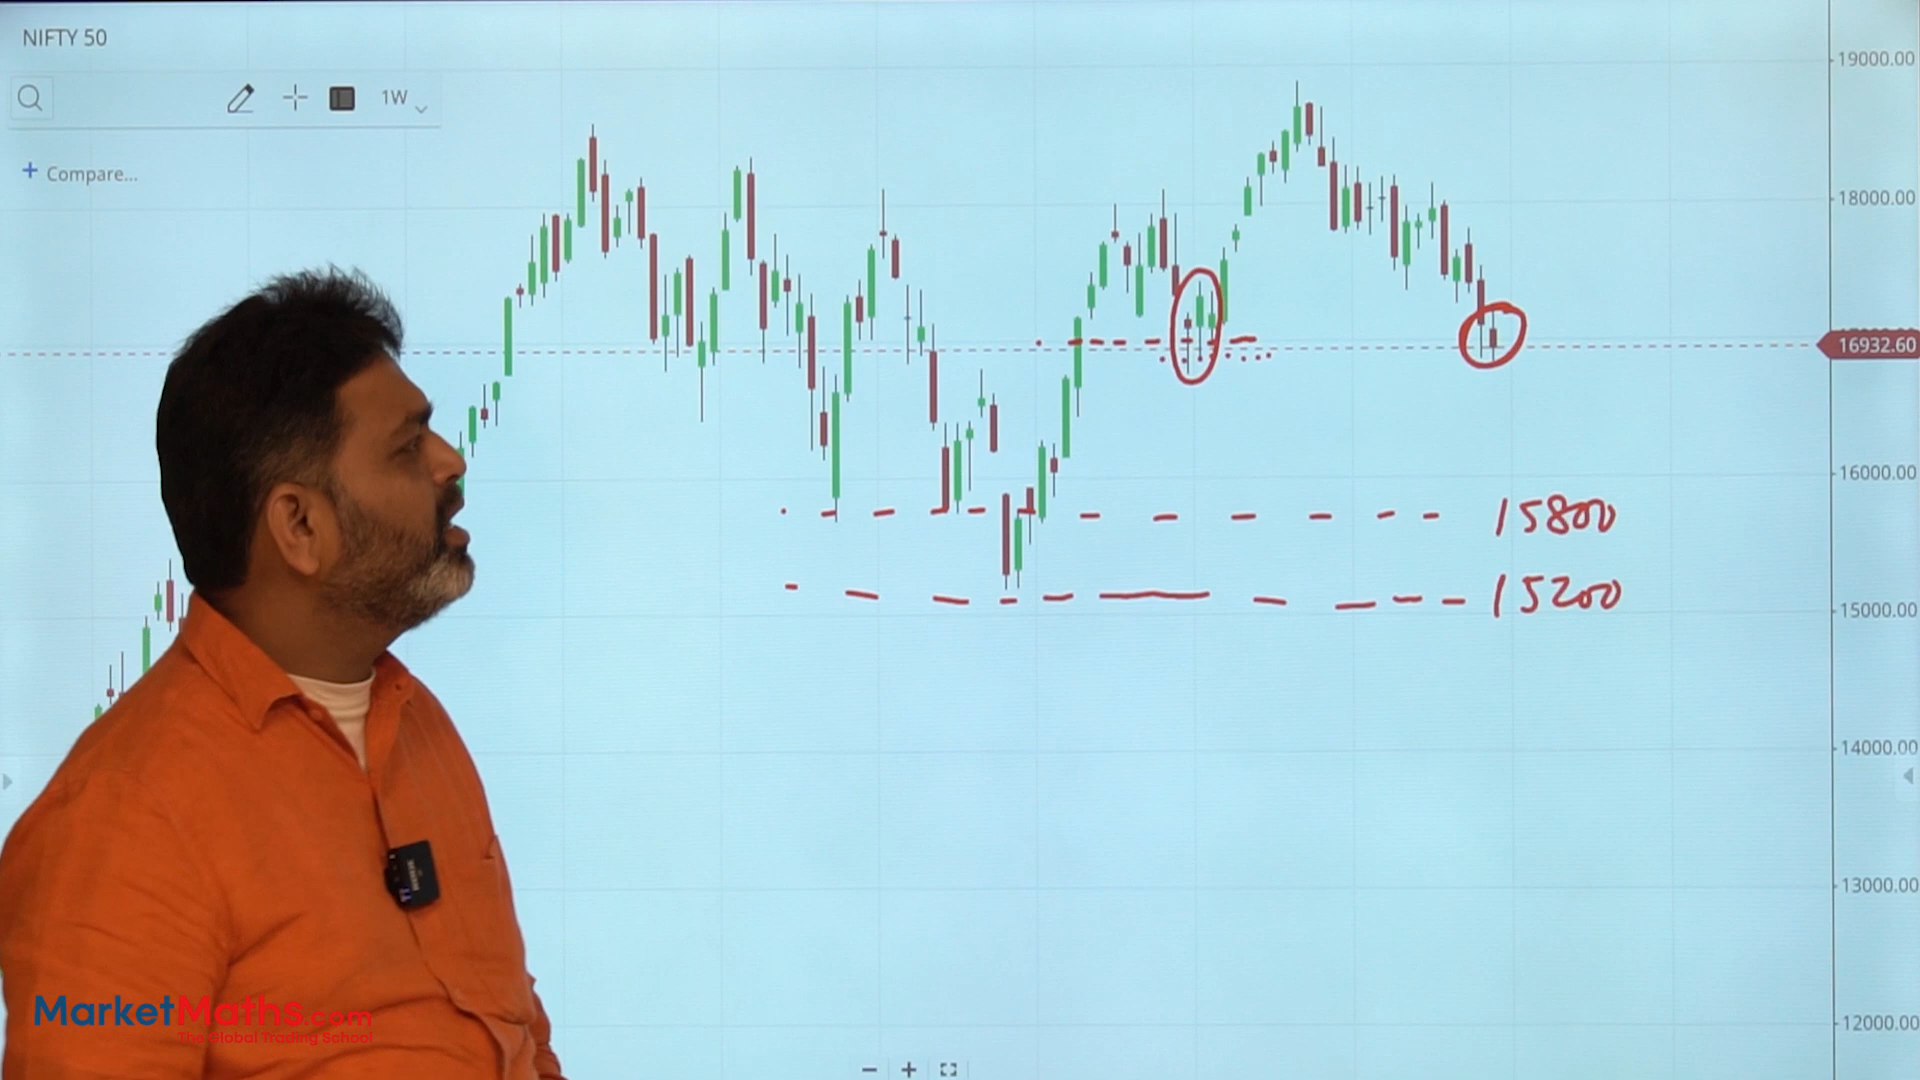 NIFTY 50
1W
+ Compare...
19000.00
18000.00
16932.60
16000.00
15800
15200
15000.00
14000.00
13000.00
12000.00
MarketMaths.com
The Global Trading School